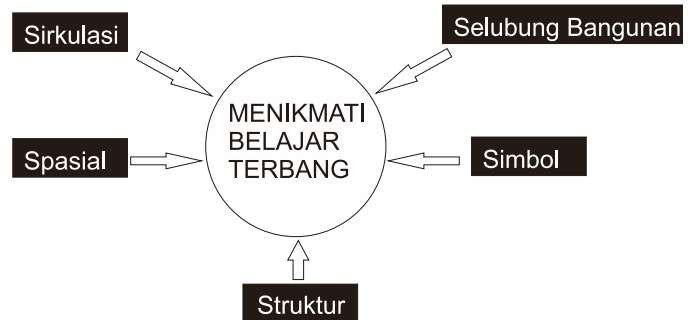 Sirkulasi
Selubung Bangunan
MENIKMATI
BELAJAR
TERBANG
Spasial
Simbol
Struktur